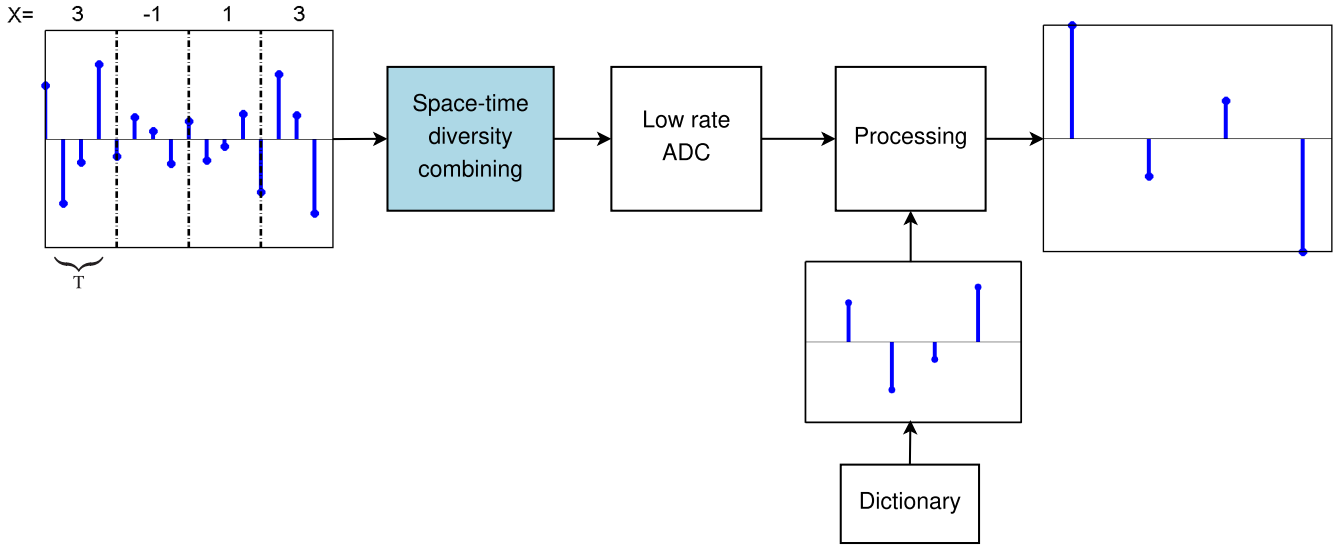 X= 3 -1 1 3
Space-time
diversity
combining
Low rate
ADC
Processing
T
Dictionary